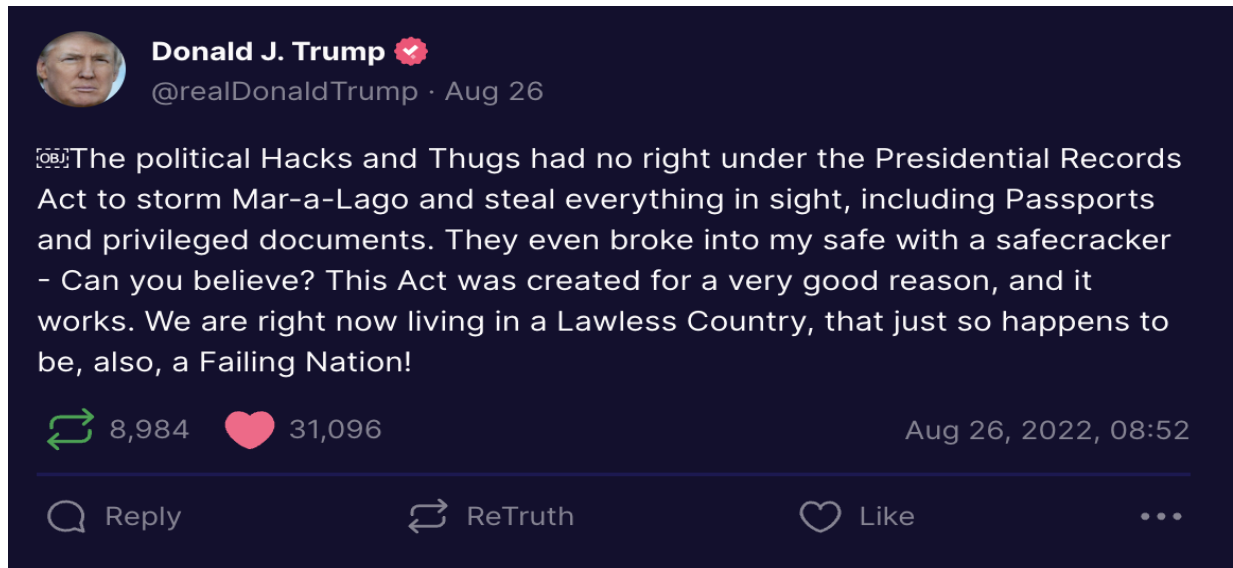 Donald J. Trump
@realDonaldTrump · Aug 26
OBJ The political Hacks and Thugs had no right under the Presidential Records
Act to storm Mar-a-Lago and steal everything in sight, including Passports
and privileged documents. They even broke into my safe with a safecracker
- Can you believe? This Act was created for a very good reason, and it
works. We are right now living in a Lawless Country, that just so happens to
be, also, a Failing Nation!
8,984 31,096 Aug 26, 2022, 08:52
Reply ReTruth Like